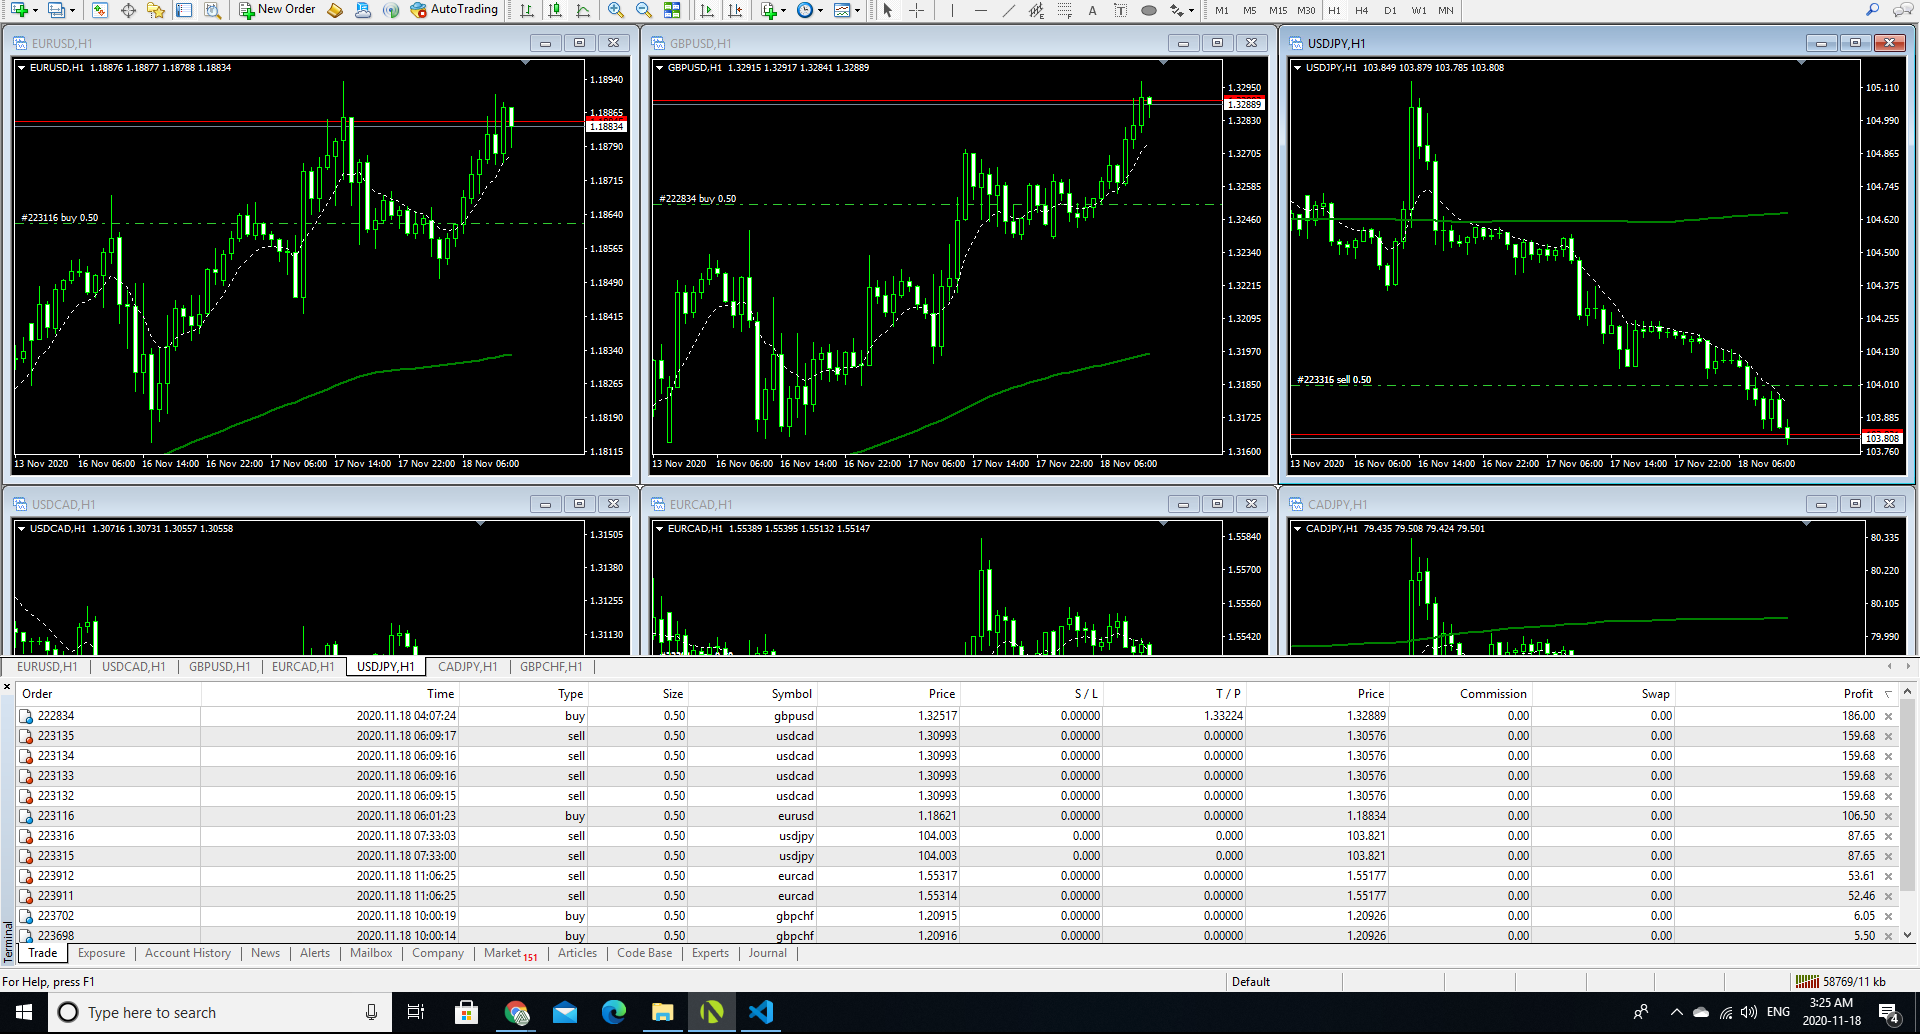 New Order AutoTrading M1 M5 M15 M30 H1 H4 D1 W1 MN
EURUSD,H1
EURUSD,H1 1.18876 1.18877 1.18788 1.18834
1.18940
1.18865
1.18834
1.18790
1.18715
1.18640
1.18565
1.18490
1.18415
1.18340
1.18265
1.18190
1.18115
#223116 buy 0.50
13 Nov 2020 16 Nov 06:00 16 Nov 14:00 16 Nov 22:00 17 Nov 06:00 17 Nov 14:00 17 Nov 22:00 18 Nov 06:00
GBPUSD,H1
GBPUSD,H1 1.32915 1.32917 1.32841 1.32889
1.32950
1.32889
1.32830
1.32705
1.32585
1.32460
1.32340
1.32215
1.32095
1.31970
1.31850
1.31725
1.31600
#222834 buy 0.50
13 Nov 2020 16 Nov 06:00 16 Nov 14:00 16 Nov 22:00 17 Nov 06:00 17 Nov 14:00 17 Nov 22:00 18 Nov 06:00
USDJPY,H1
USDJPY,H1 103.849 103.879 103.785 103.808
105.110
104.990
104.865
104.745
104.620
104.500
104.375
104.255
104.130
104.010
103.885
103.808
103.760
#223316 sell 0.50
13 Nov 2020 16 Nov 06:00 16 Nov 14:00 16 Nov 22:00 17 Nov 06:00 17 Nov 14:00 17 Nov 22:00 18 Nov 06:00
USDCAD,H1
USDCAD,H1 1.30716 1.30731 1.30557 1.30558
1.31505
1.31380
1.31255
1.31130
EURCAD,H1
EURCAD,H1 1.55389 1.55395 1.55132 1.55147
1.55840
1.55700
1.55560
1.55420
CADJPY,H1
CADJPY,H1 79.435 79.508 79.424 79.501
80.335
80.220
80.105
79.990
EURUSD,H1 USDCAD,H1 GBPUSD,H1 EURCAD,H1 USDJPY,H1 CADJPY,H1 GBPCHF,H1
Order Time Type Size Symbol Price S / L T / P Price Commission Swap Profit
222834 2020.11.18 04:07:24 buy 0.50 gbpusd 1.32517 0.00000 1.33224 1.32889 0.00 0.00 186.00
223135 2020.11.18 06:09:17 sell 0.50 usdcad 1.30993 0.00000 0.00000 1.30576 0.00 0.00 159.68
223134 2020.11.18 06:09:16 sell 0.50 usdcad 1.30993 0.00000 0.00000 1.30576 0.00 0.00 159.68
223133 2020.11.18 06:09:16 sell 0.50 usdcad 1.30993 0.00000 0.00000 1.30576 0.00 0.00 159.68
223132 2020.11.18 06:09:15 sell 0.50 usdcad 1.30993 0.00000 0.00000 1.30576 0.00 0.00 159.68
223116 2020.11.18 06:01:23 buy 0.50 eurusd 1.18621 0.00000 0.00000 1.18834 0.00 0.00 106.50
223316 2020.11.18 07:33:03 sell 0.50 usdjpy 104.003 0.000 0.000 103.821 0.00 0.00 87.65
223315 2020.11.18 07:33:00 sell 0.50 usdjpy 104.003 0.000 0.000 103.821 0.00 0.00 87.65
223912 2020.11.18 11:06:25 sell 0.50 eurcad 1.55317 0.00000 0.00000 1.55177 0.00 0.00 53.61
223911 2020.11.18 11:06:25 sell 0.50 eurcad 1.55314 0.00000 0.00000 1.55177 0.00 0.00 52.46
223702 2020.11.18 10:00:19 buy 0.50 gbpchf 1.20915 0.00000 0.00000 1.20926 0.00 0.00 6.05
223698 2020.11.18 10:00:14 buy 0.50 gbpchf 1.20916 0.00000 0.00000 1.20926 0.00 0.00 5.50
Terminal
Trade Exposure Account History News Alerts Mailbox Company Market 151 Articles Code Base Experts Journal
For Help, press F1 Default 58769/11 kb
Type here to search ENG 3:25 AM
2020-11-18 4